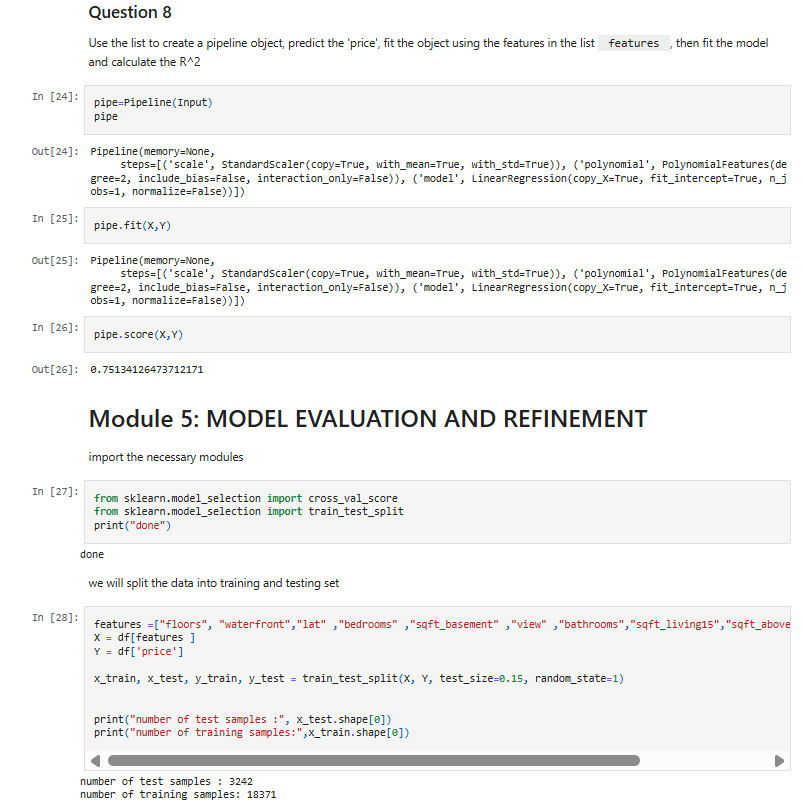 Question 8
Use the list to create a pipeline object, predict the 'price', fit the object using the features in the list features , then fit the model
and calculate the R^2
In [24]:
pipe=Pipeline(Input)
pipe
Out[24]:
Pipeline(memory=None,
steps=[('scale', StandardScaler(copy=True, with_mean=True, with_std=True)), ('polynomial', PolynomialFeatures(de
gree=2, include_bias=False, interaction_only=False)), ('model', LinearRegression(copy_X=True, fit_intercept=True, n_j
obs=1, normalize=False))])
In [25]:
pipe.fit(X,Y)
Out[25]:
Pipeline(memory=None,
steps=[('scale', StandardScaler(copy=True, with_mean=True, with_std=True)), ('polynomial', PolynomialFeatures(de
gree=2, include_bias=False, interaction_only=False)), ('model', LinearRegression(copy_X=True, fit_intercept=True, n_j
obs=1, normalize=False))])
In [26]:
pipe.score(X,Y)
Out[26]:
0.75134126473712171
Module 5: MODEL EVALUATION AND REFINEMENT
import the necessary modules
In [27]:
from sklearn.model_selection import cross_val_score
from sklearn.model_selection import train_test_split
print("done")
done
we will split the data into training and testing set
In [28]:
features =["floors", "waterfront","lat" ,"bedrooms" ,"sqft_basement" ,"view" ,"bathrooms","sqft_living15","sqft_above
X = df[features ]
Y = df['price']
x_train, x_test, y_train, y_test = train_test_split(X, Y, test_size=0.15, random_state=1)
print("number of test samples :", x_test.shape[0])
print("number of training samples:",x_train.shape[0])
number of test samples : 3242
number of training samples: 18371